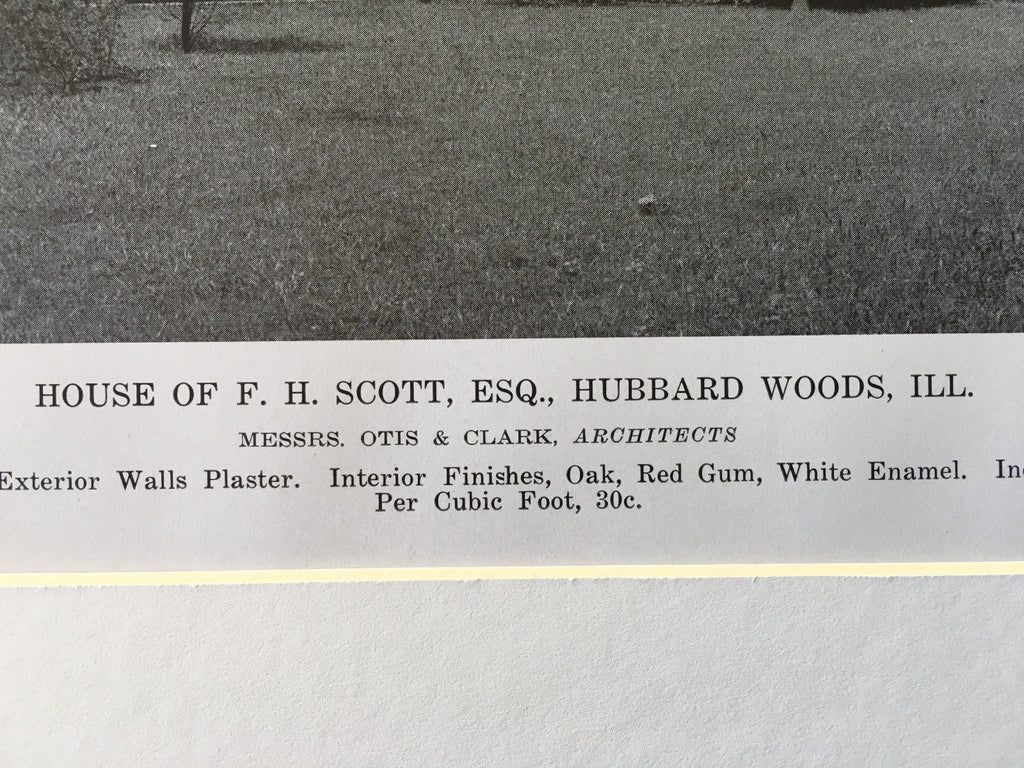 HOUSE OF F. H. SCOTT, ESQ., HUBBARD WOODS, ILL.
MESSRS. OTIS & CLARK, ARCHITECTS
Exterior Walls Plaster. Interior Finishes, Oak, Red Gum, White Enamel.
Per Cubic Foot, 30c.